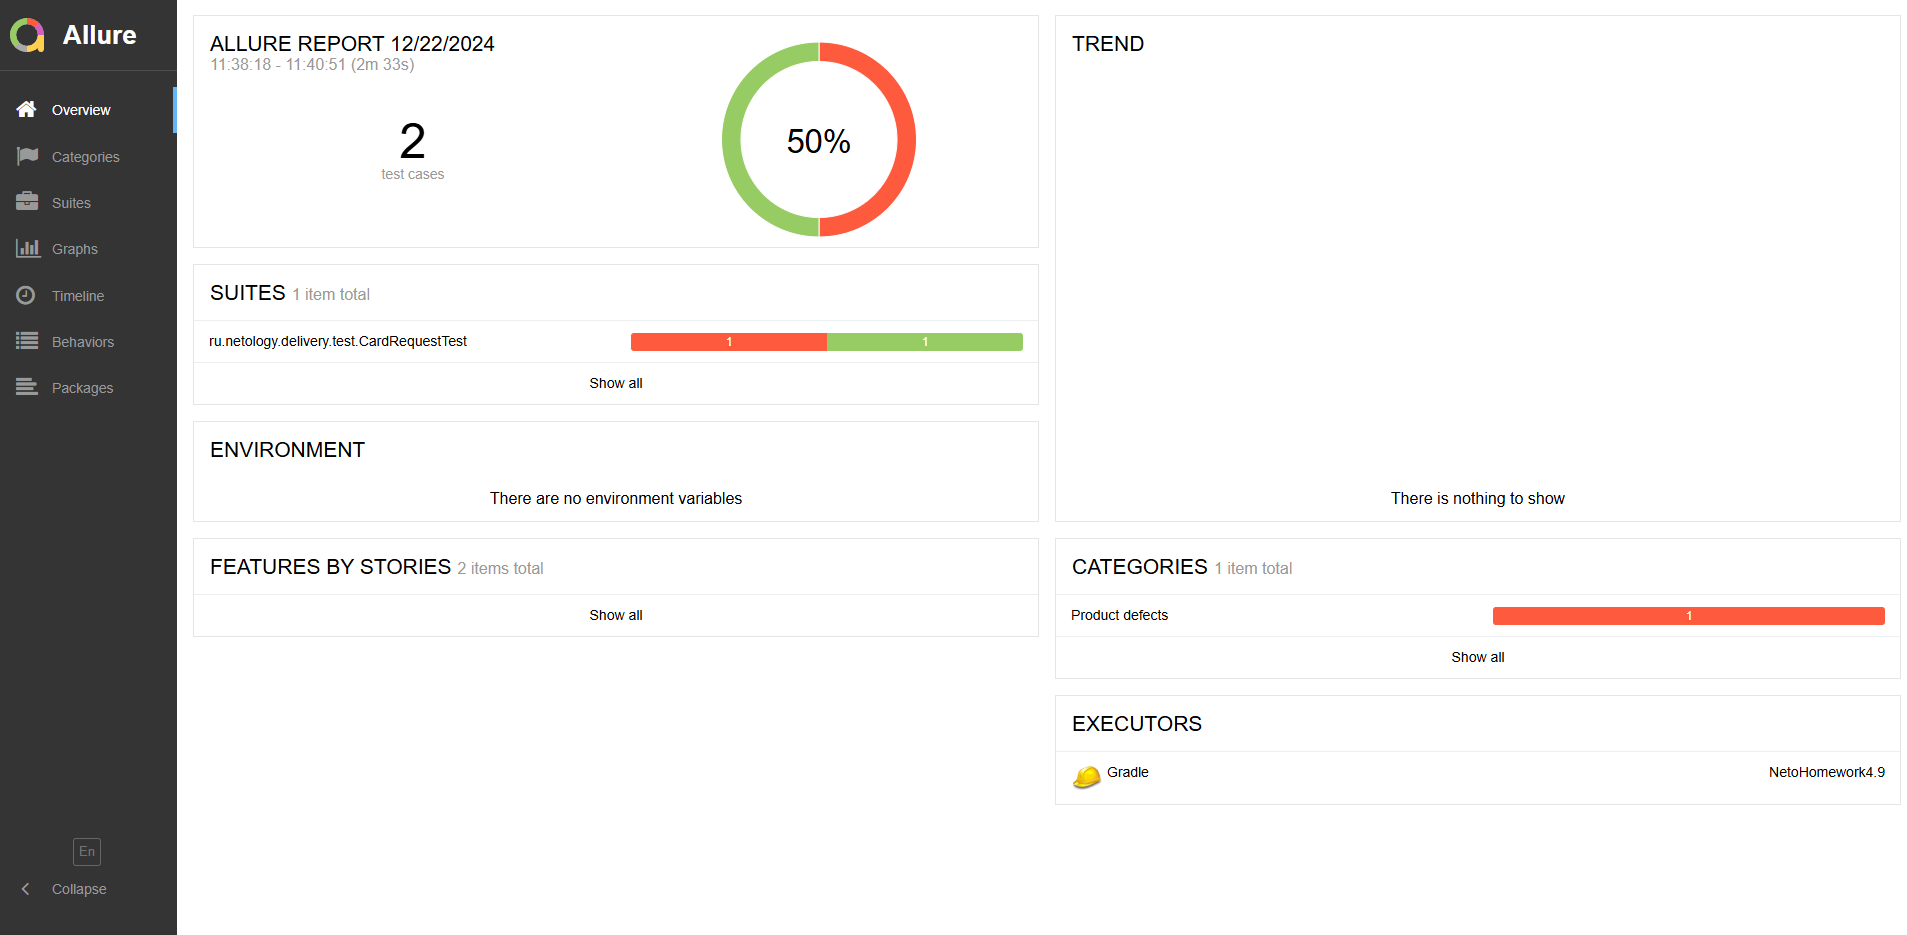 Allure
Overview
Categories
Suites
Graphs
Timeline
Behaviors
Packages
En
Collapse
ALLURE REPORT 12/22/2024
11:38:18 - 11:40:51 (2m 33s)
2
test cases
50%
SUITES 1 item total
ru.netology.delivery.test.CardRequestTest 1 1
Show all
ENVIRONMENT
There are no environment variables
FEATURES BY STORIES 2 items total
Show all
TREND
There is nothing to show
CATEGORIES 1 item total
Product defects 1
Show all
EXECUTORS
Gradle NetoHomework4.9